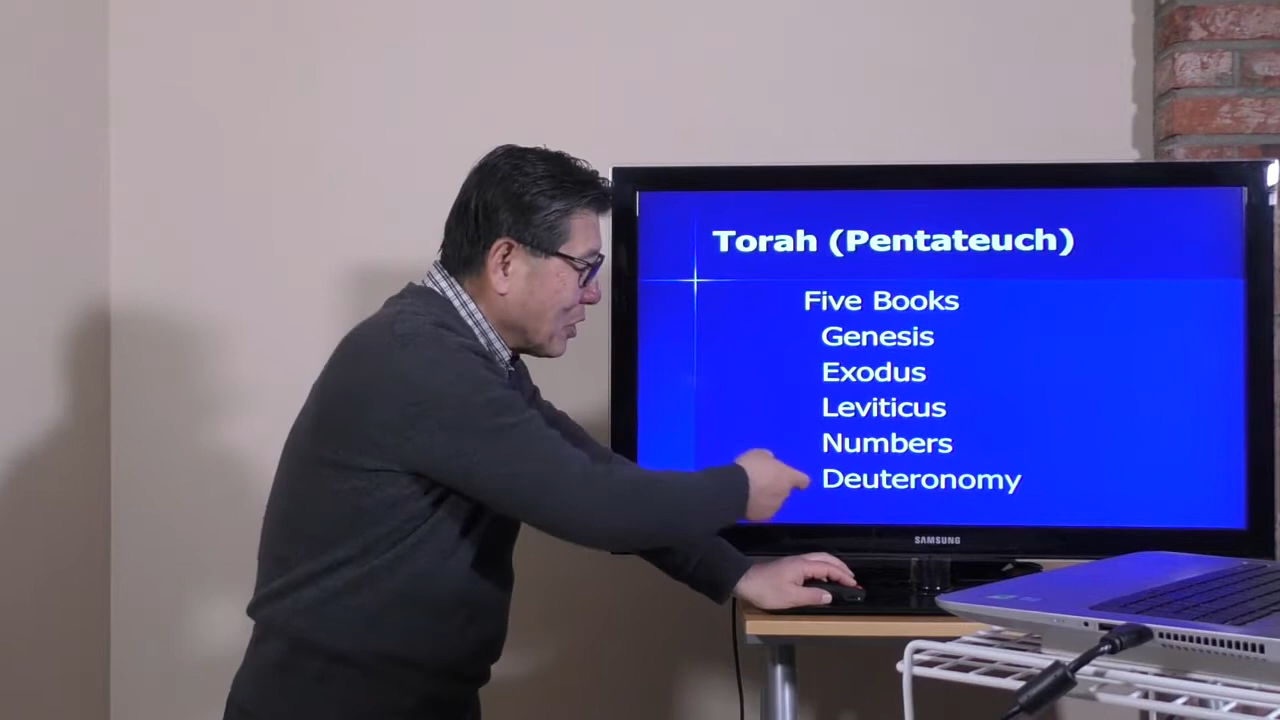 Torah (Pentateuch)
Five Books
Genesis
Exodus
Leviticus
Numbers
Deuteronomy
SAMSUNG